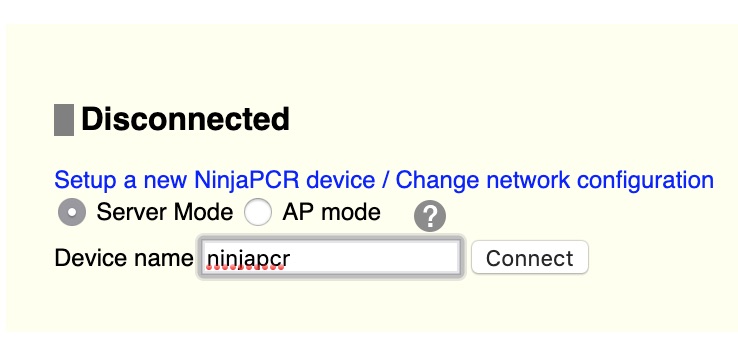 Disconnected
Setup a new NinjaPCR device / Change network configuration
Server Mode AP mode ?
Device name ninjapcr Connect